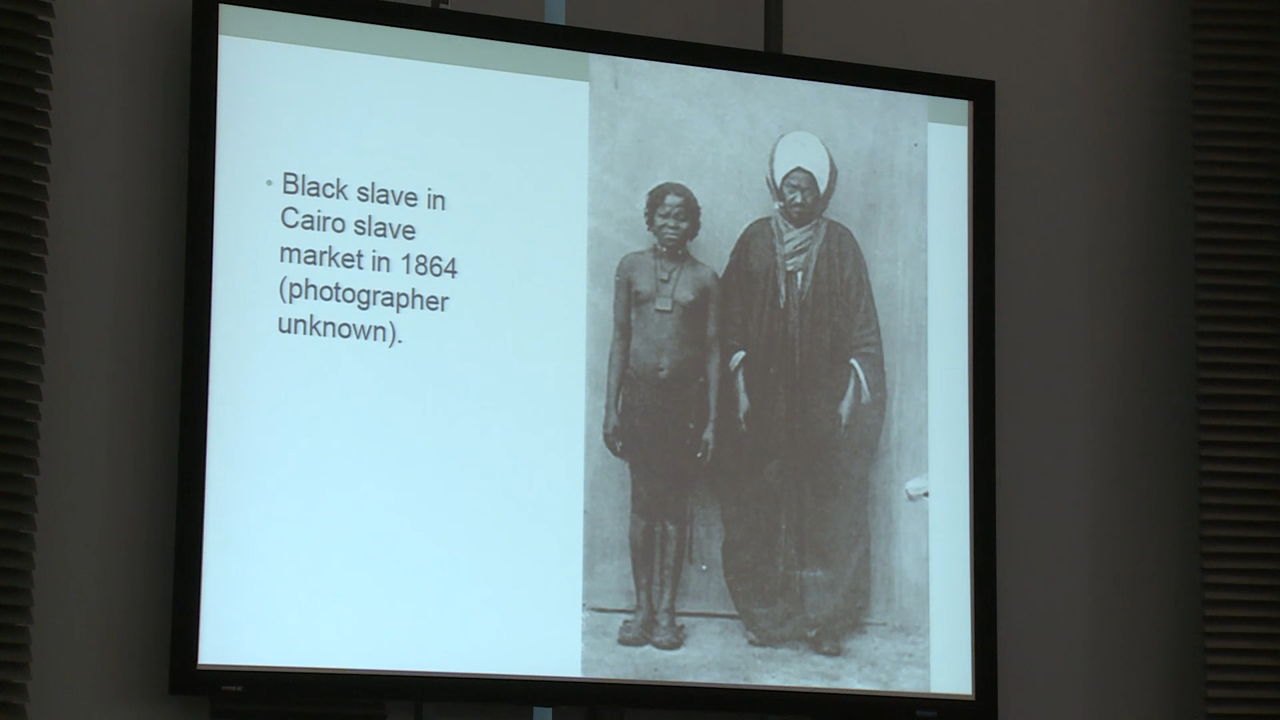 • Black slave in
Cairo slave
market in 1864
(photographer
unknown).